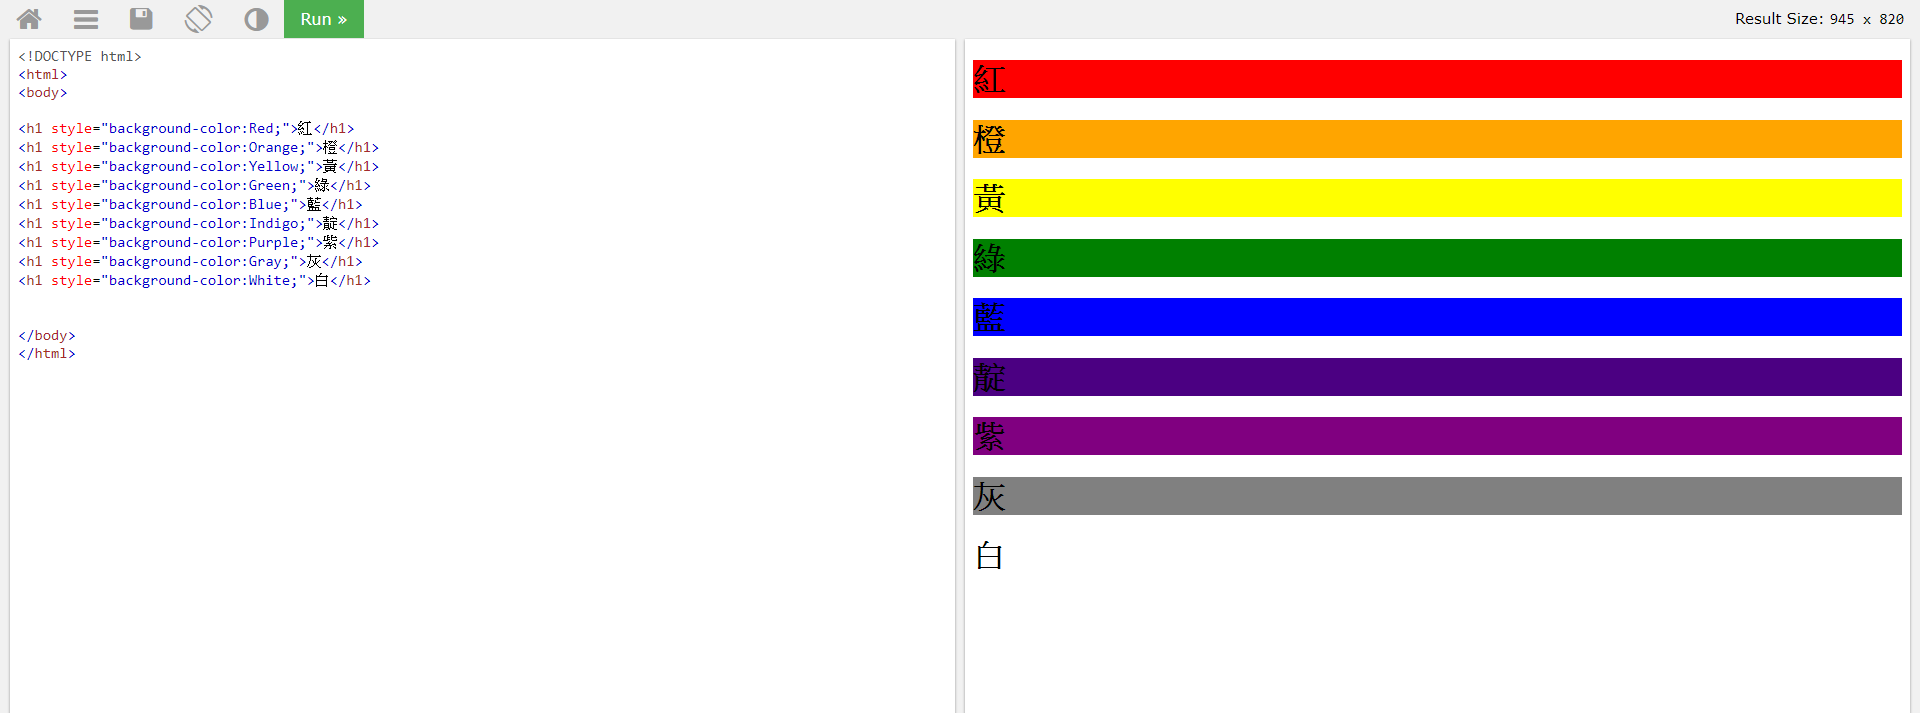 Run »
Result Size: 945 x 820
<!DOCTYPE html>
<html>
<body>
<h1 style="background-color:Red;">紅</h1>
<h1 style="background-color:Orange;">橙</h1>
<h1 style="background-color:Yellow;">黃</h1>
<h1 style="background-color:Green;">綠</h1>
<h1 style="background-color:Blue;">藍</h1>
<h1 style="background-color:Indigo;">靛</h1>
<h1 style="background-color:Purple;">紫</h1>
<h1 style="background-color:Gray;">灰</h1>
<h1 style="background-color:White;">白</h1>
</body>
</html>
紅
橙
黃
綠
藍
靛
紫
灰
白